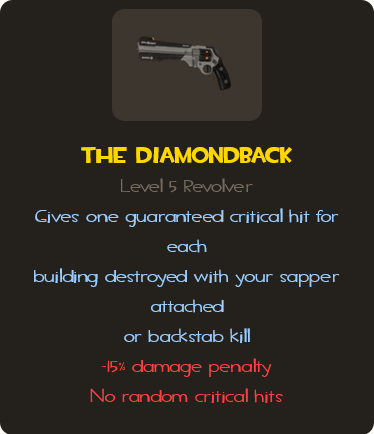 THE DIAMONDBACK
Level 5 Revolver
Gives one guaranteed critical hit for
each
building destroyed with your sapper
attached
or backstab kill
-15% damage penalty
No random critical hits